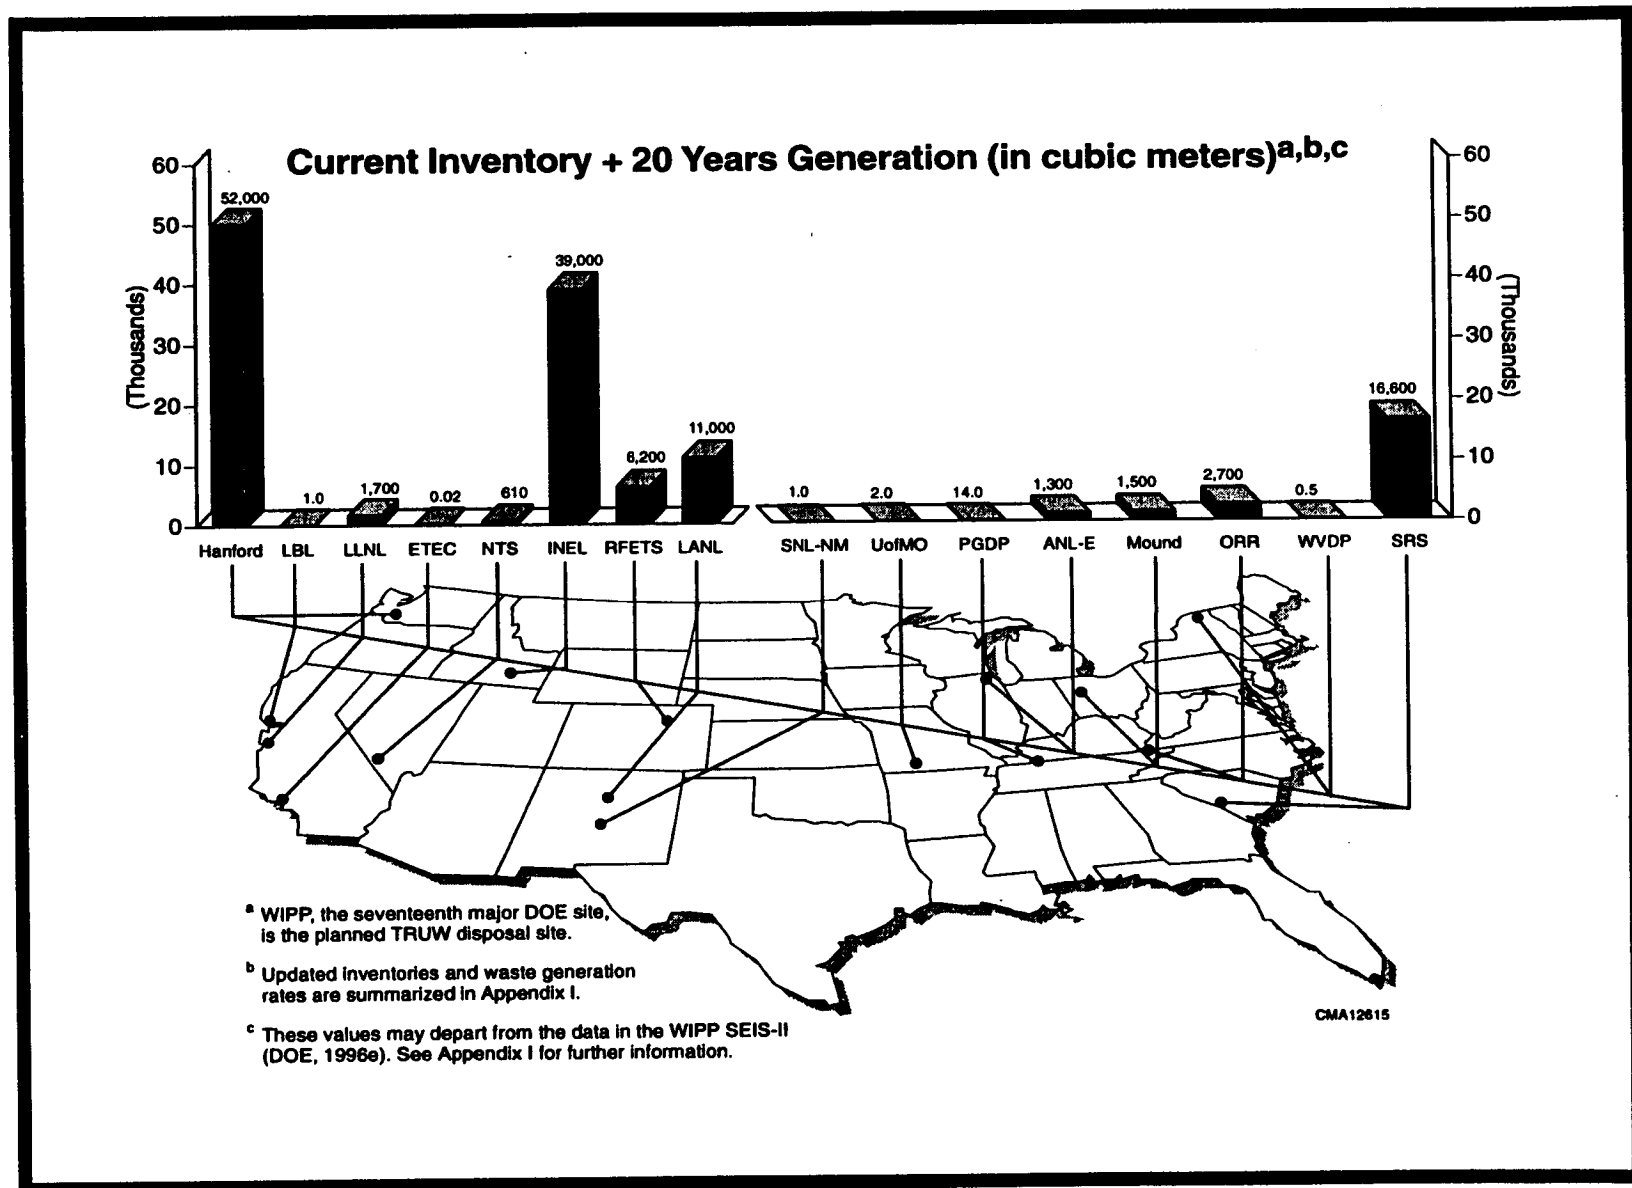 Current Inventory + 20 Years Generation (in cubic meters)a,b,c
60
50
40
30
20
10
0
(Thousands)
60
50
40
30
20
10
0
(Thousands)
52,000
1.0
1,700
0.02
610
39,000
6,200
11,000
1.0
2.0
14.0
1,300
1,500
2,700
0.5
16,600
Hanford LBL LLNL ETEC NTS INEL RFETS LANL SNL-NM UofMO PGDP ANL-E Mound ORR WVDP SRS
a WIPP, the seventeenth major DOE site,
is the planned TRUW disposal site.
b Updated inventories and waste generation
rates are summarized in Appendix I.
c These values may depart from the data in the WIPP SEIS-II
(DOE, 1996e). See Appendix I for further information.
CMA12615